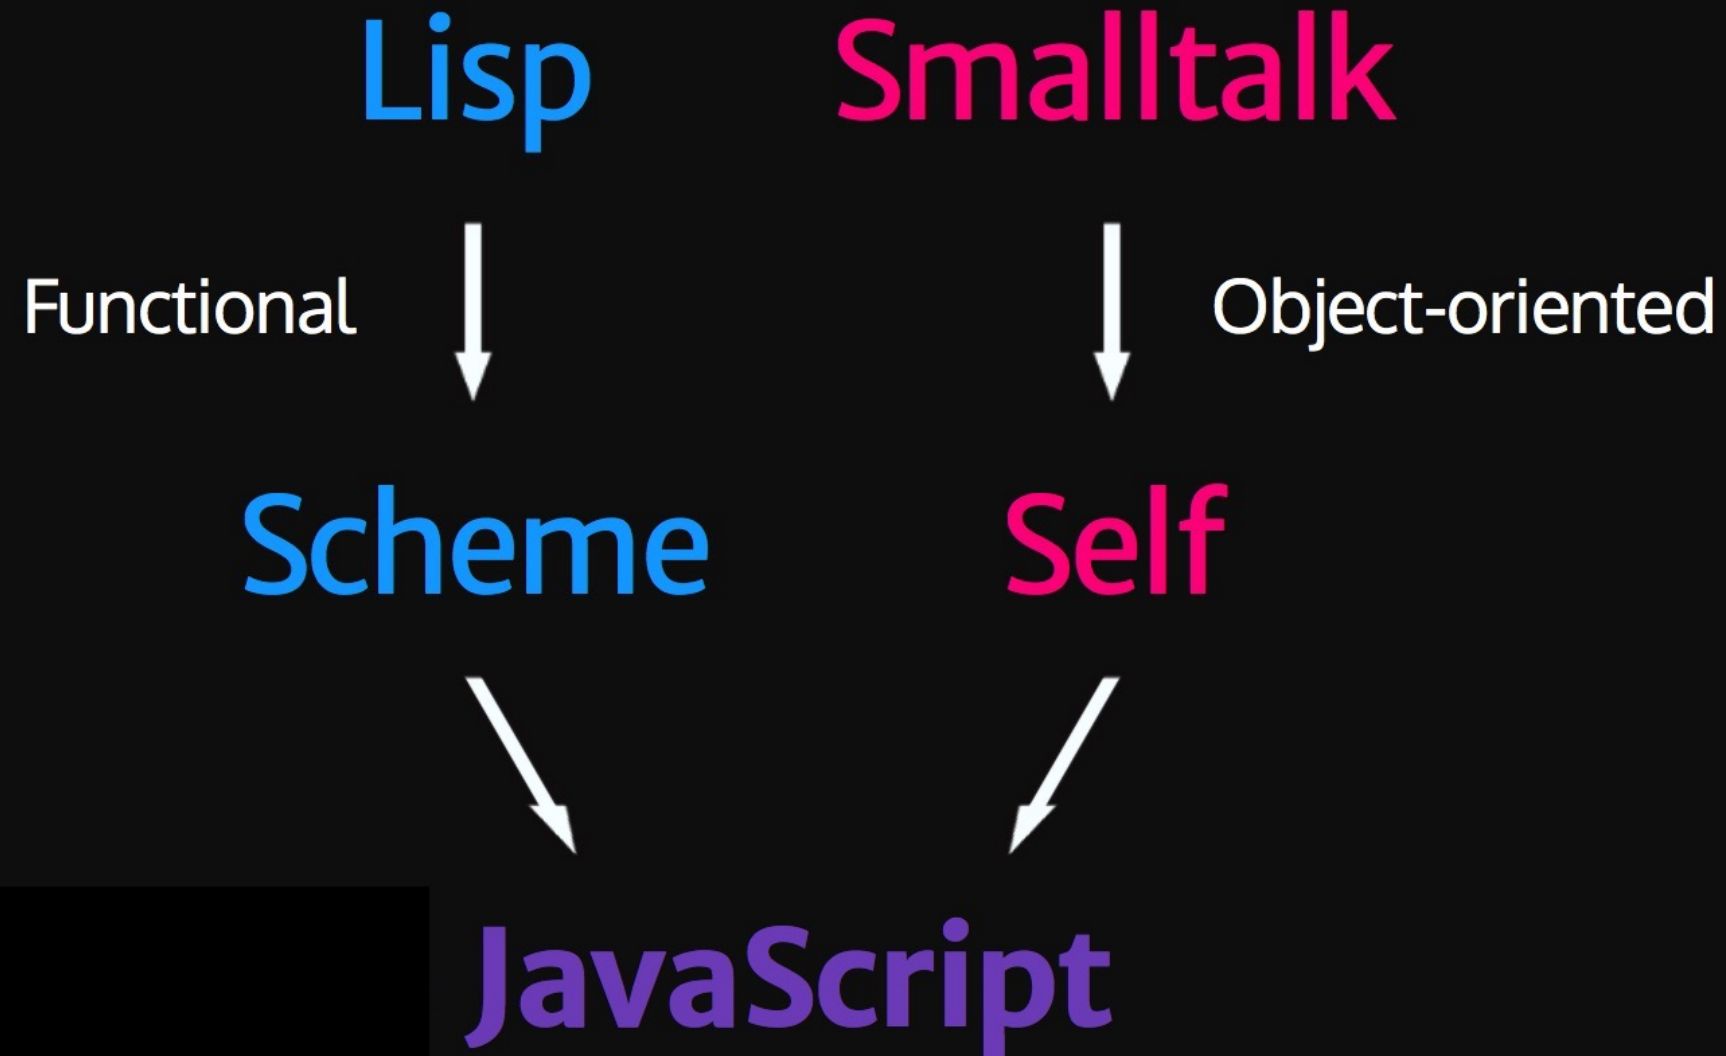 Lisp Smalltalk
Functional Object-oriented
Scheme Self
JavaScript